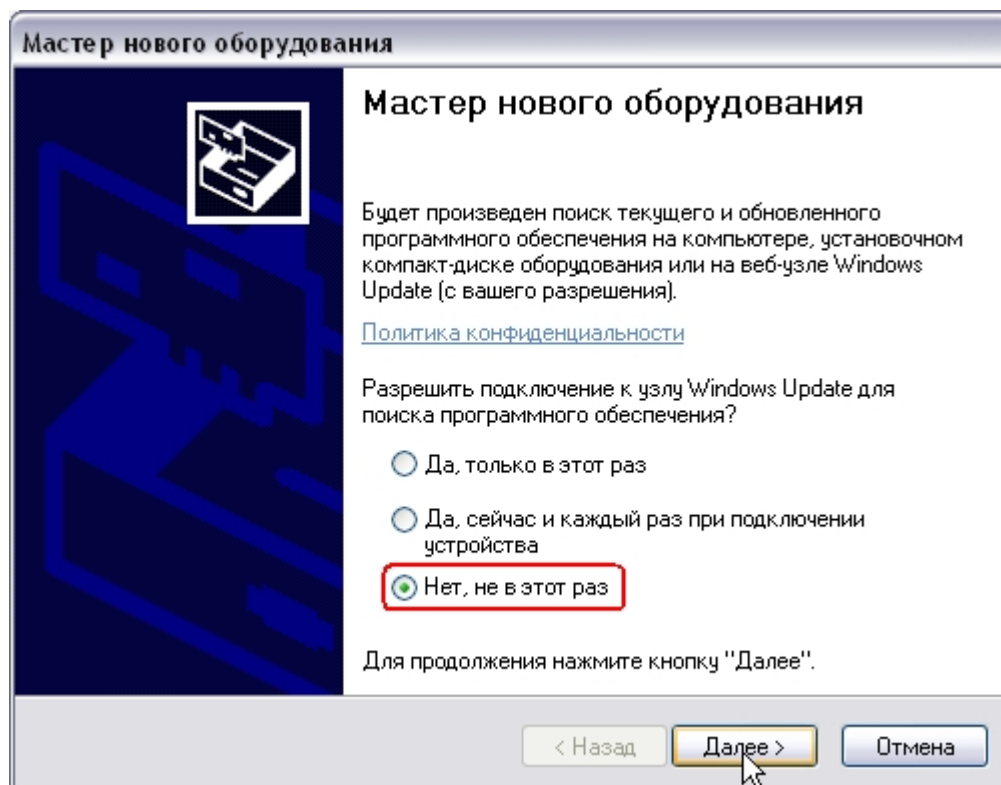 Мастер нового оборудования
Мастер нового оборудования
Будет произведен поиск текущего и обновленного
программного обеспечения на компьютере, установочном
компакт-диске оборудования или на веб-узле Windows
Update (с вашего разрешения).
Политика конфиденциальности
Разрешить подключение к узлу Windows Update для
поиска программного обеспечения?
Да, только в этот раз
Да, сейчас и каждый раз при подключении
устройства
Нет, не в этот раз
Для продолжения нажмите кнопку "Далее".
< Назад
Далее >
Отмена